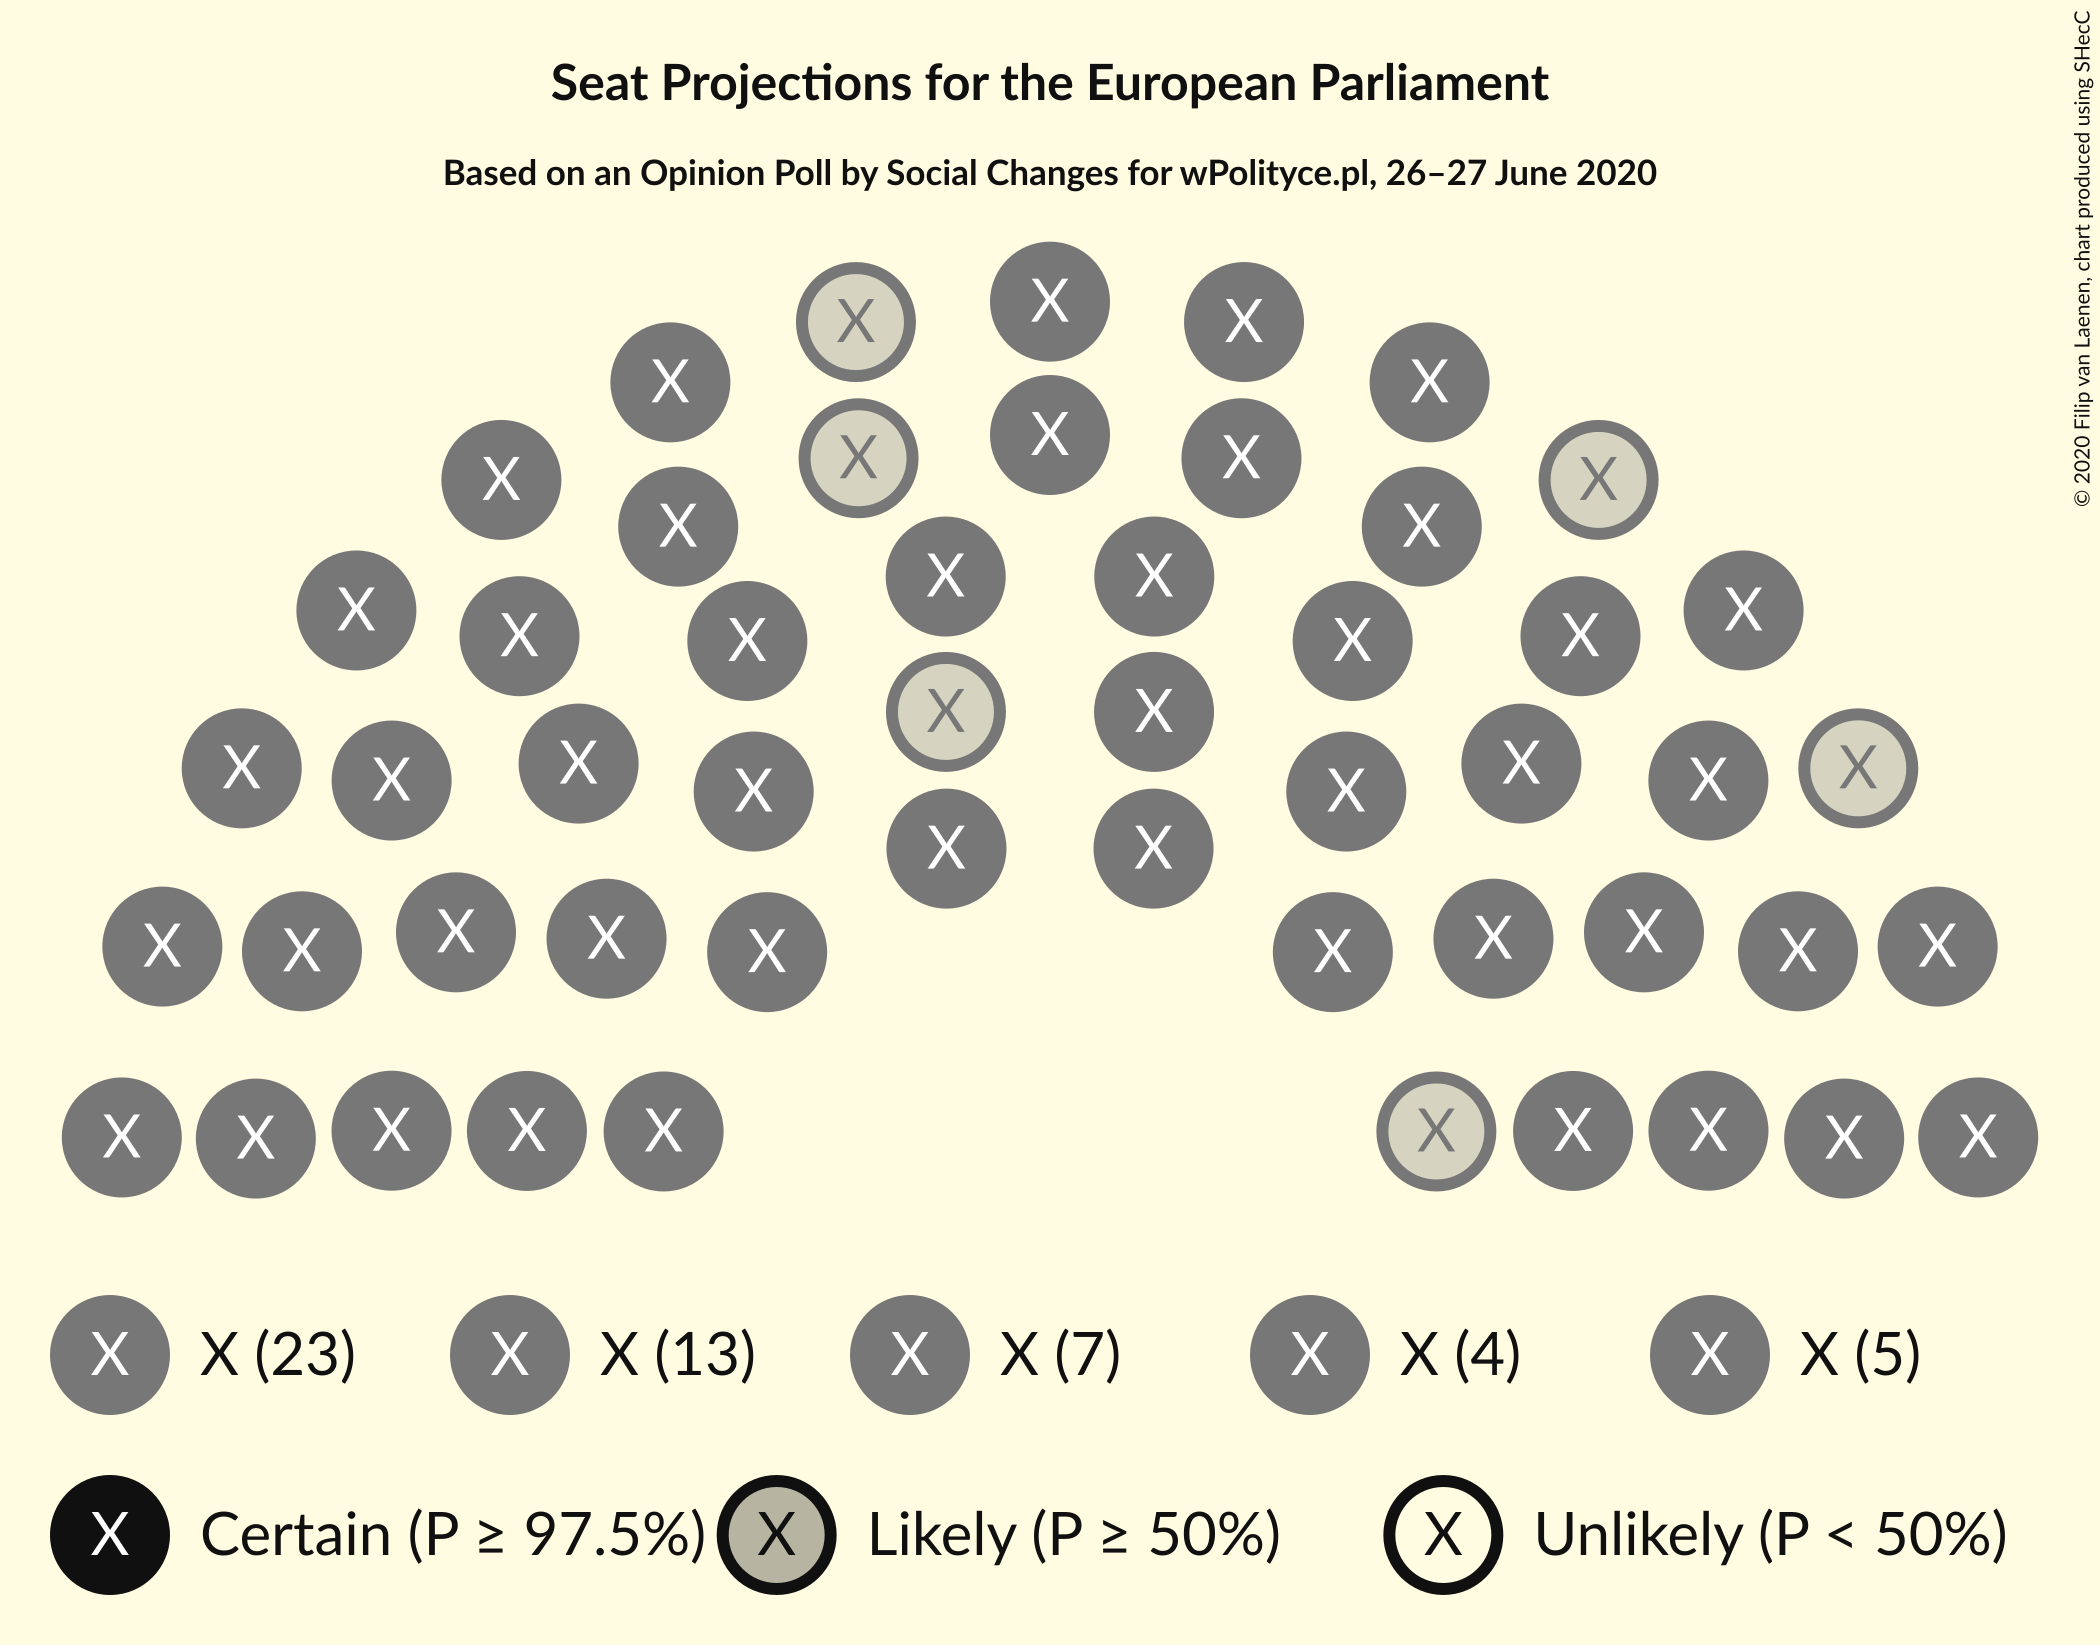 Seat Projections for the European Parliament
Based on an Opinion Poll by Social Changes for wPolityce.pl, 26–27 June 2020
© 2020 Filip van Laenen, chart produced using SHecC
X
X X
X X
X
X X
X X
X X
X X
X X
X X
X X X X
X X
X X
X X
X X
X X
X X
X X
X X
X X X X
X X
X X
X X
X X
X X
X X
X X X X X X
X X X X
X X (23) X X (13) X X (7) X X (4) X X (5)
X Certain (P ≥ 97.5%) X Likely (P ≥ 50%) X Unlikely (P < 50%)